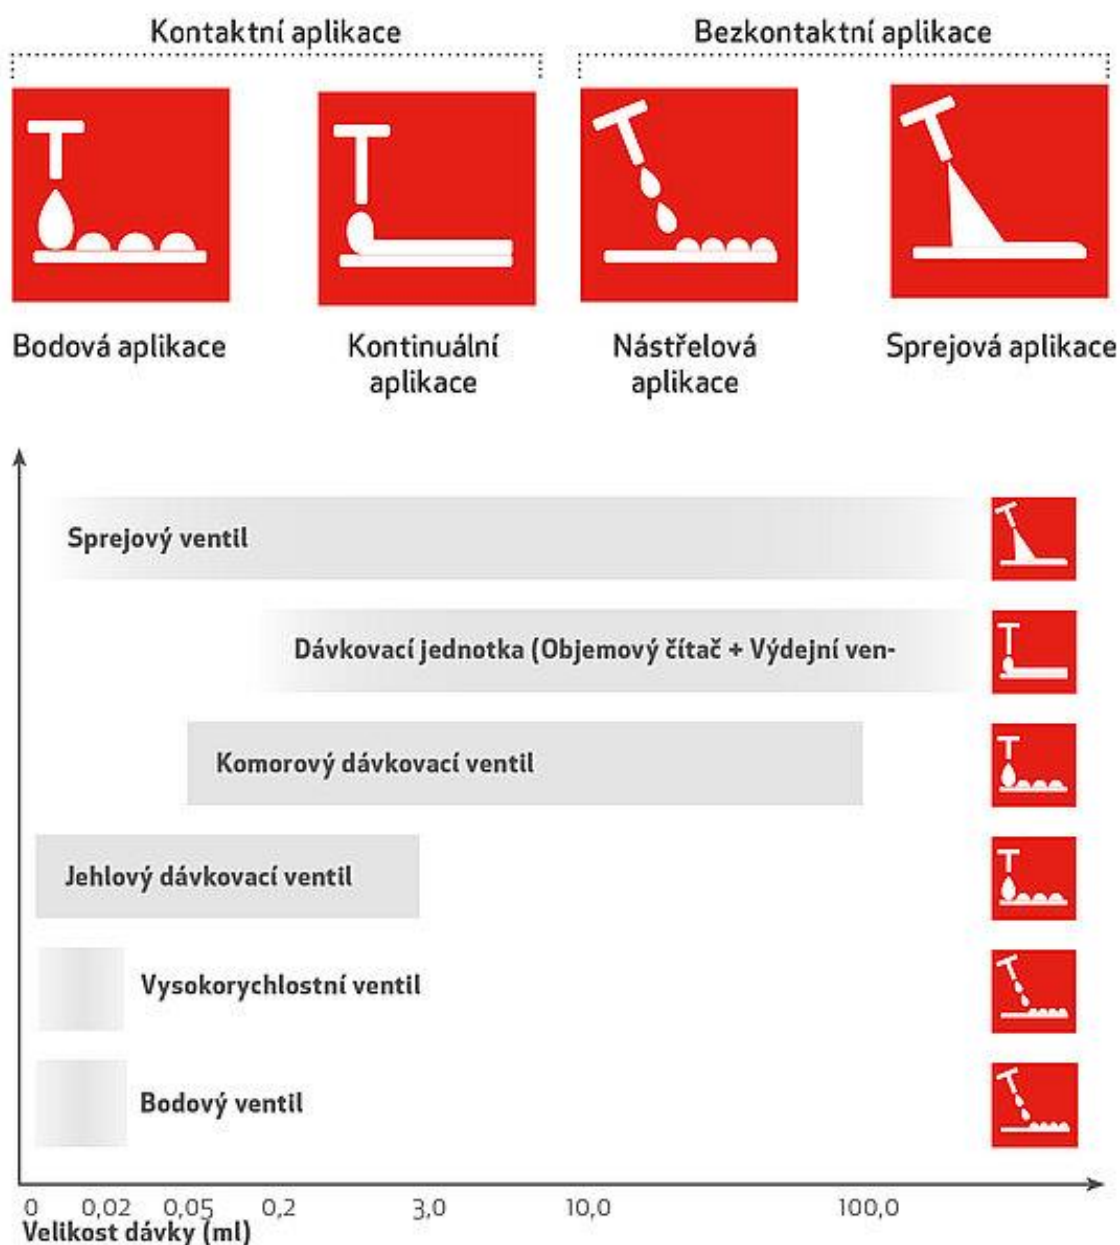 Kontaktní aplikace
Bezkontaktní aplikace
Bodová aplikace
Kontinuální
aplikace
Nástřelová
aplikace
Sprejová aplikace
Sprejový ventil
Dávkovací jednotka (Objemový čítač + Výdejní ven-
Komorový dávkovací ventil
Jehlový dávkovací ventil
Vysokorychlostní ventil
Bodový ventil
0 0,02 0,05 0,2 3,0 10,0 100,0
Velikost dávky (ml)